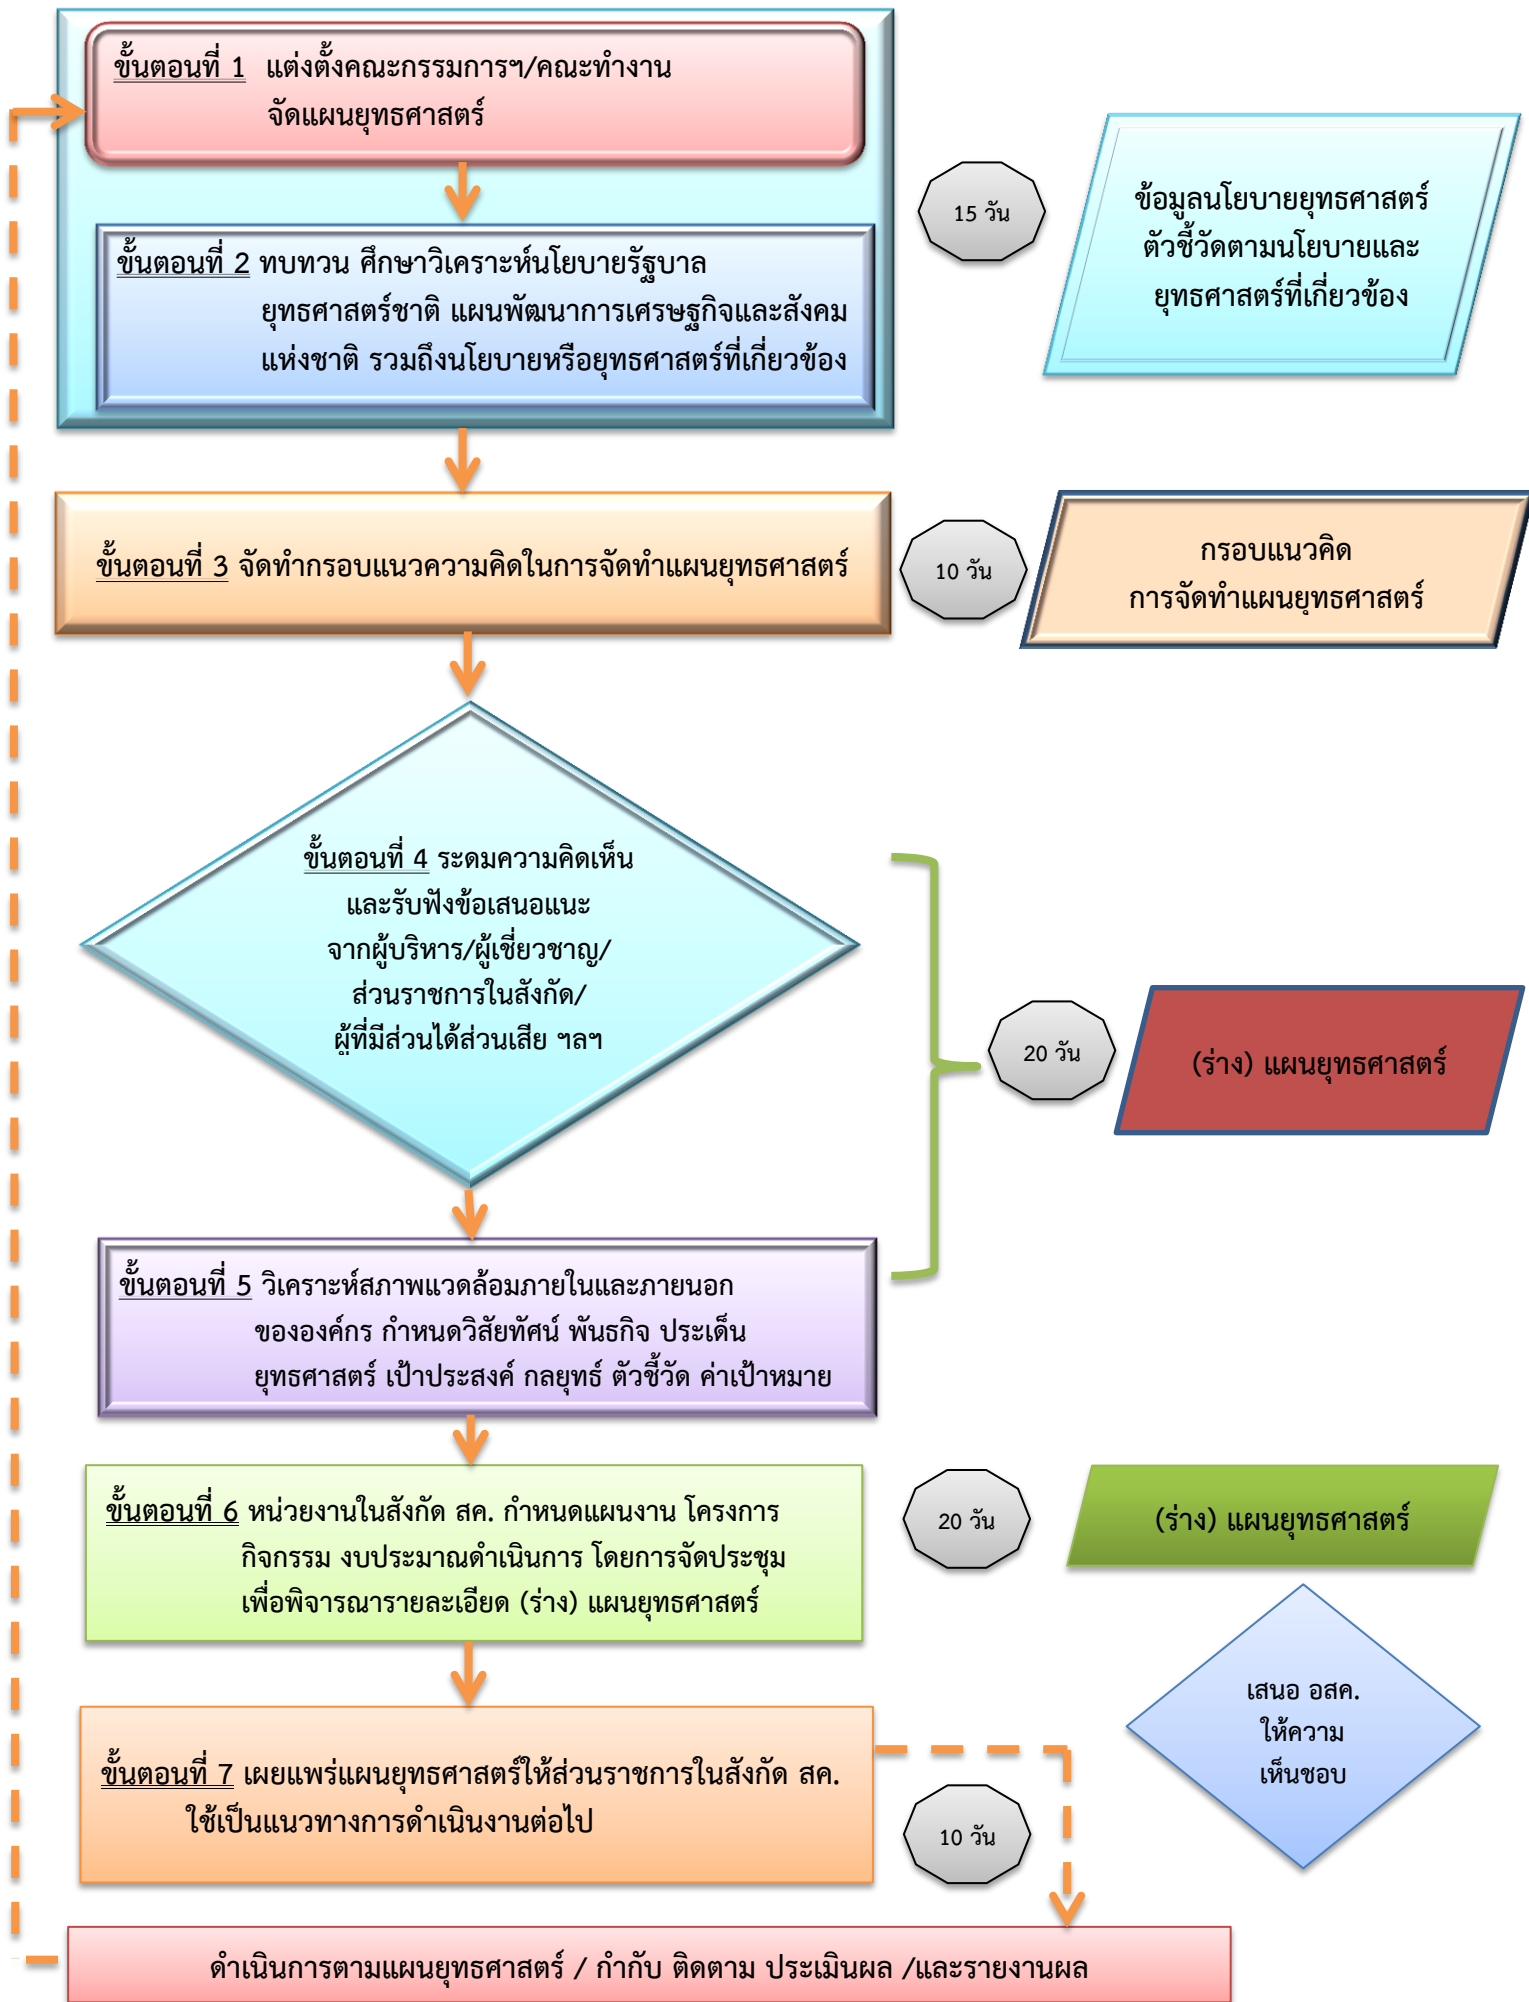 ขั้นตอนที่ 1 แต่งตั้งคณะกรรมการฯ/คณะทำงาน
จัดแผนยุทธศาสตร์
ขั้นตอนที่ 2 ทบทวน ศึกษาวิเคราะห์นโยบายรัฐบาล
ยุทธศาสตร์ชาติ แผนพัฒนาการเศรษฐกิจและสังคม
แห่งชาติ รวมถึงนโยบายหรือยุทธศาสตร์ที่เกี่ยวข้อง
15 วัน
ข้อมูลนโยบายยุทธศาสตร์
ตัวชี้วัดตามนโยบายและ
ยุทธศาสตร์ที่เกี่ยวข้อง
ขั้นตอนที่ 3 จัดทำกรอบแนวความคิดในการจัดทำแผนยุทธศาสตร์
10 วัน
กรอบแนวคิด
การจัดทำแผนยุทธศาสตร์
ขั้นตอนที่ 4 ระดมความคิดเห็น
และรับฟังข้อเสนอแนะ
จากผู้บริหาร/ผู้เชี่ยวชาญ/
ส่วนราชการในสังกัด/
ผู้ที่มีส่วนได้ส่วนเสีย ฯลฯ
20 วัน
(ร่าง) แผนยุทธศาสตร์
ขั้นตอนที่ 5 วิเคราะห์สภาพแวดล้อมภายในและภายนอก
ขององค์กร กำหนดวิสัยทัศน์ พันธกิจ ประเด็น
ยุทธศาสตร์ เป้าประสงค์ กลยุทธ์ ตัวชี้วัด ค่าเป้าหมาย
ขั้นตอนที่ 6 หน่วยงานในสังกัด สค. กำหนดแผนงาน โครงการ
กิจกรรม งบประมาณดำเนินการ โดยการจัดประชุม
เพื่อพิจารณารายละเอียด (ร่าง) แผนยุทธศาสตร์
20 วัน
(ร่าง) แผนยุทธศาสตร์
เสนอ อสค.
ให้ความ
เห็นชอบ
ขั้นตอนที่ 7 เผยแพร่แผนยุทธศาสตร์ให้ส่วนราชการในสังกัด สค.
ใช้เป็นแนวทางการดำเนินงานต่อไป
10 วัน
ดำเนินการตามแผนยุทธศาสตร์ / กำกับ ติดตาม ประเมินผล /และรายงานผล